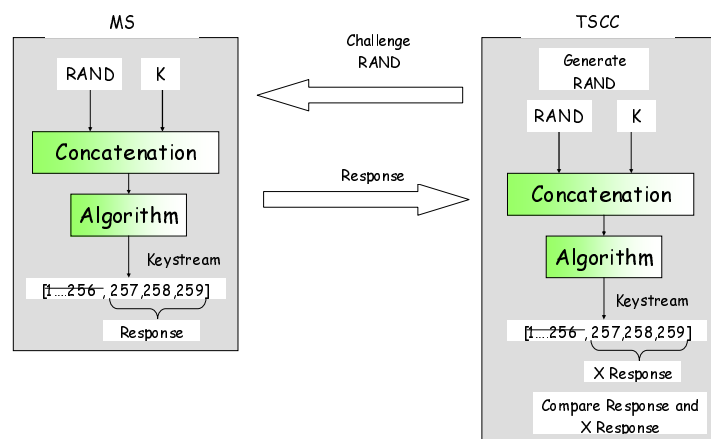 MS
RAND
K
Concatenation
Algorithm
Keystream
[1....256 , 257,258,259]
Response
Challenge
RAND
Response
TSCC
Generate
RAND
RAND
K
Concatenation
Algorithm
Keystream
[1....256 , 257,258,259]
X Response
Compare Response and
X Response